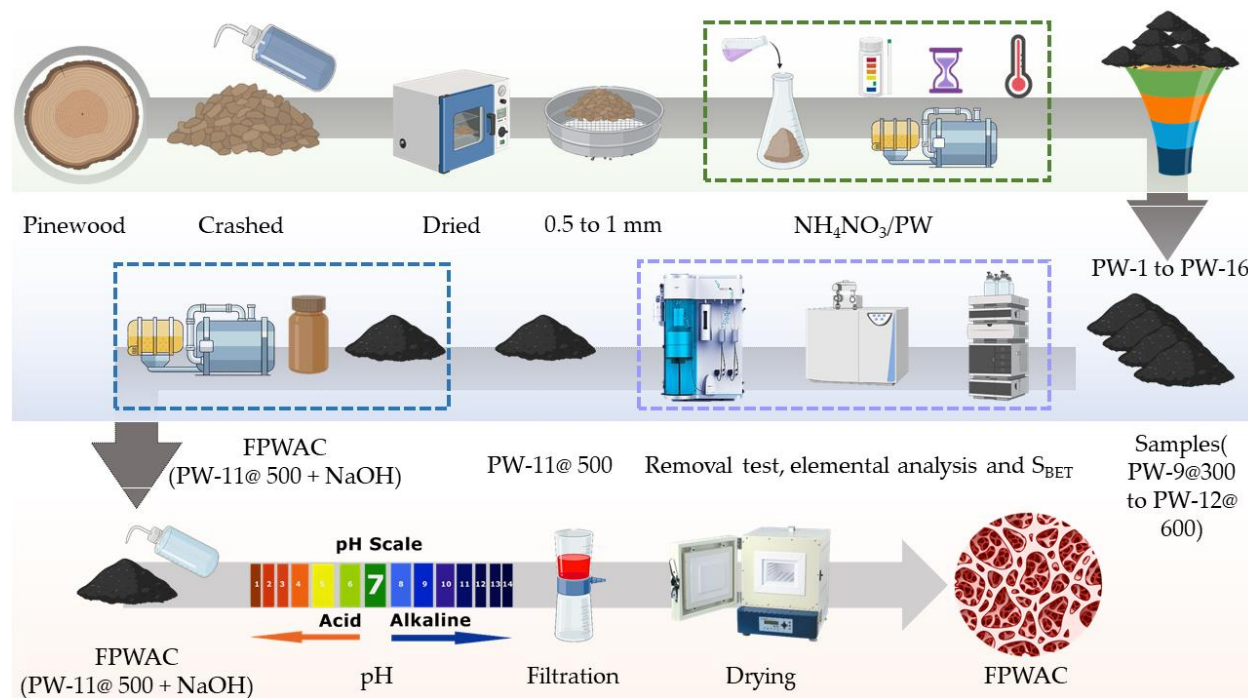 Pinewood
Crashed
Dried
0.5 to 1 mm
NH₄NO₃/PW
PW-1 to PW-16
FPWAC
(PW-11@ 500 + NaOH)
PW-11@ 500
Removal test, elemental analysis and S_BET
Samples(
PW-9@300
to PW-12@
600)
pH Scale
1 2 3 4 5 6 7 8 9 10 11 12 13 14
Acid
Alkaline
FPWAC
(PW-11@ 500 + NaOH)
pH
Filtration
Drying
FPWAC